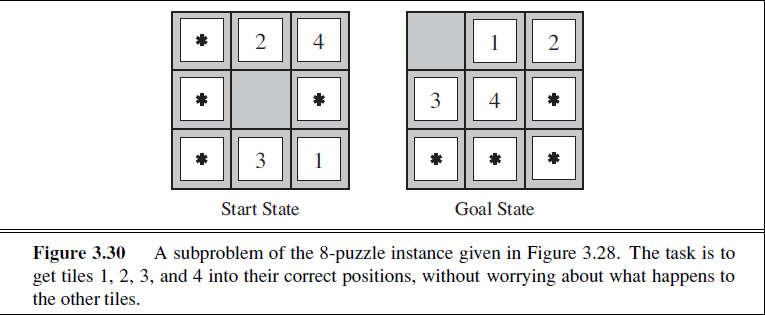 * 2 4 1 2
* * 3 4 *
* 3 1 * * *
Start State Goal State
Figure 3.30 A subproblem of the 8-puzzle instance given in Figure 3.28. The task is to
get tiles 1, 2, 3, and 4 into their correct positions, without worrying about what happens to
the other tiles.